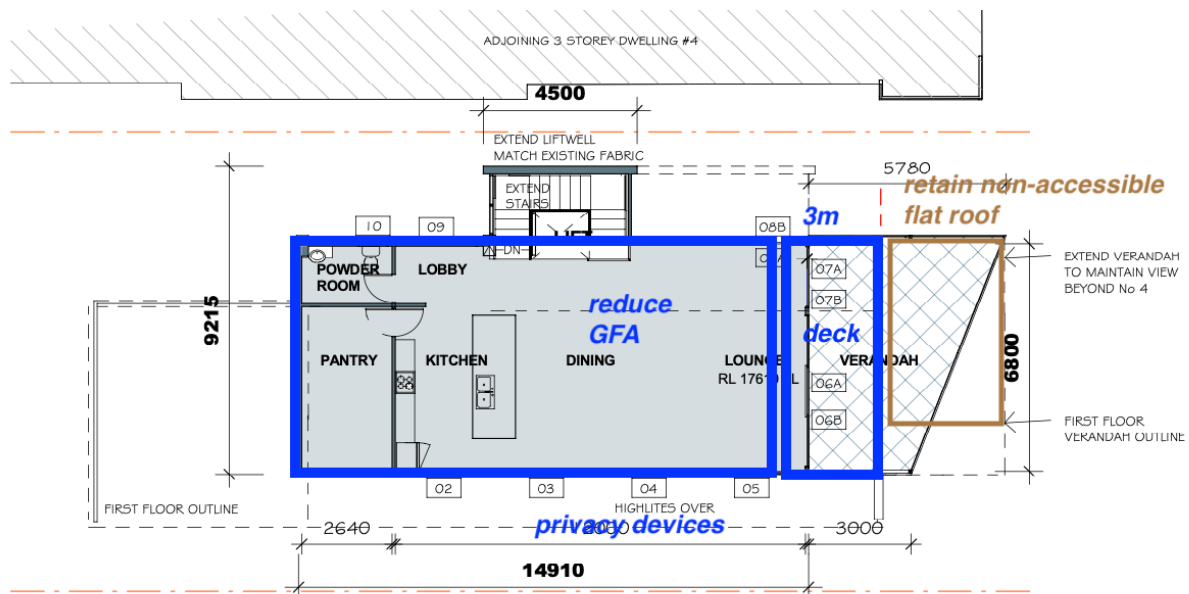 ADJOINING 3 STOREY DWELLING #4
4500
EXTEND LIFTWELL
MATCH EXISTING FABRIC
5780
EXTEND
STAIRS
retain non-accessible
flat roof
3m
10
09
08B
LIFT
DN
EXTEND VERANDAH
TO MAINTAIN VIEW
BEYOND No 4
POWDER
ROOM
LOBBY
07A
07B
9215
reduce
GFA
deck
PANTRY
KITCHEN
DINING
LOUNGE
VERANDAH
RL 17610
6800
06A
06B
FIRST FLOOR
VERANDAH OUTLINE
02
03
04
05
FIRST FLOOR OUTLINE
HIGHLITES OVER
privacy devices
2640
3000
14910